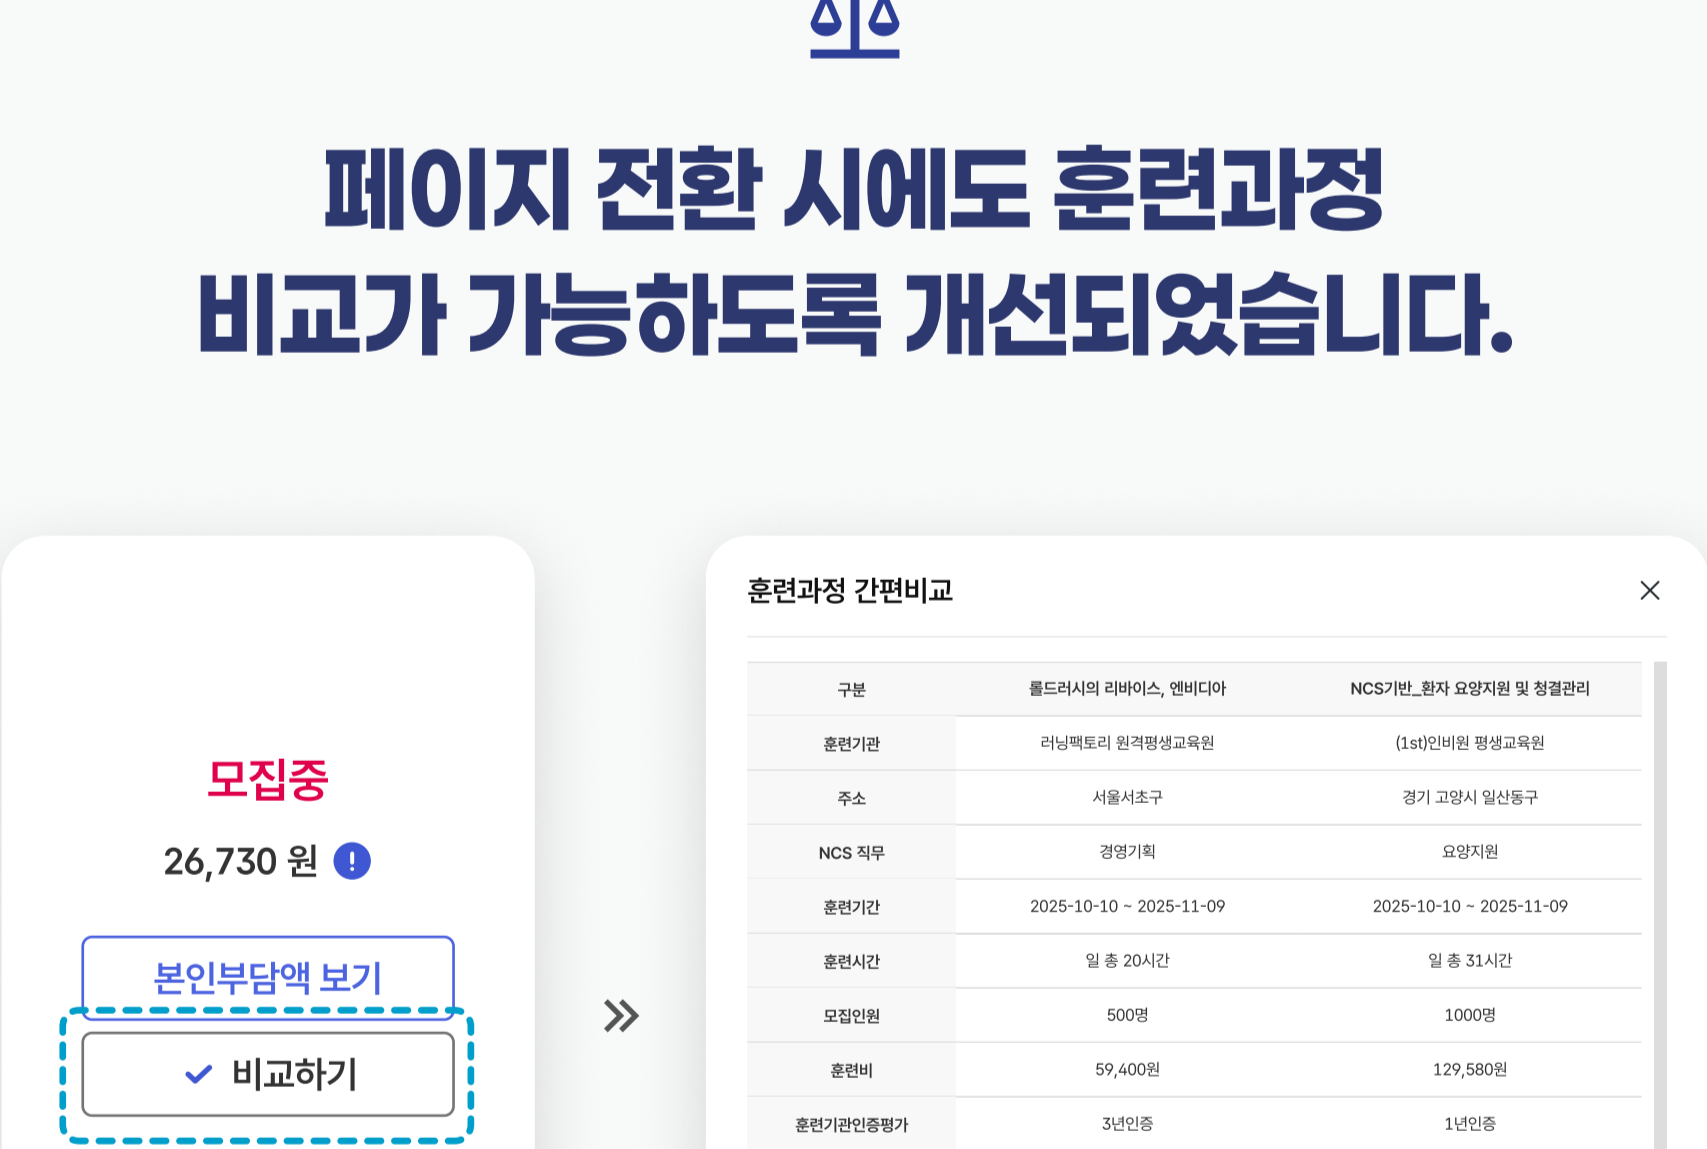 페이지 전환 시에도 훈련과정
비교가 가능하도록 개선되었습니다.
모집중
26,730 원
본인부담액 보기
비교하기
훈련과정 간편비교
구분 롤드러시의 리바이스, 엔비디아 NCS기반_환자 요양지원 및 청결관리
훈련기관 러닝팩토리 원격평생교육원 (1st)인비원 평생교육원
주소 서울서초구 경기 고양시 일산동구
NCS 직무 경영기획 요양지원
훈련기간 2025-10-10 ~ 2025-11-09 2025-10-10 ~ 2025-11-09
훈련시간 일 총 20시간 일 총 31시간
모집인원 500명 1000명
훈련비 59,400원 129,580원
훈련기관인증평가 3년인증 1년인증